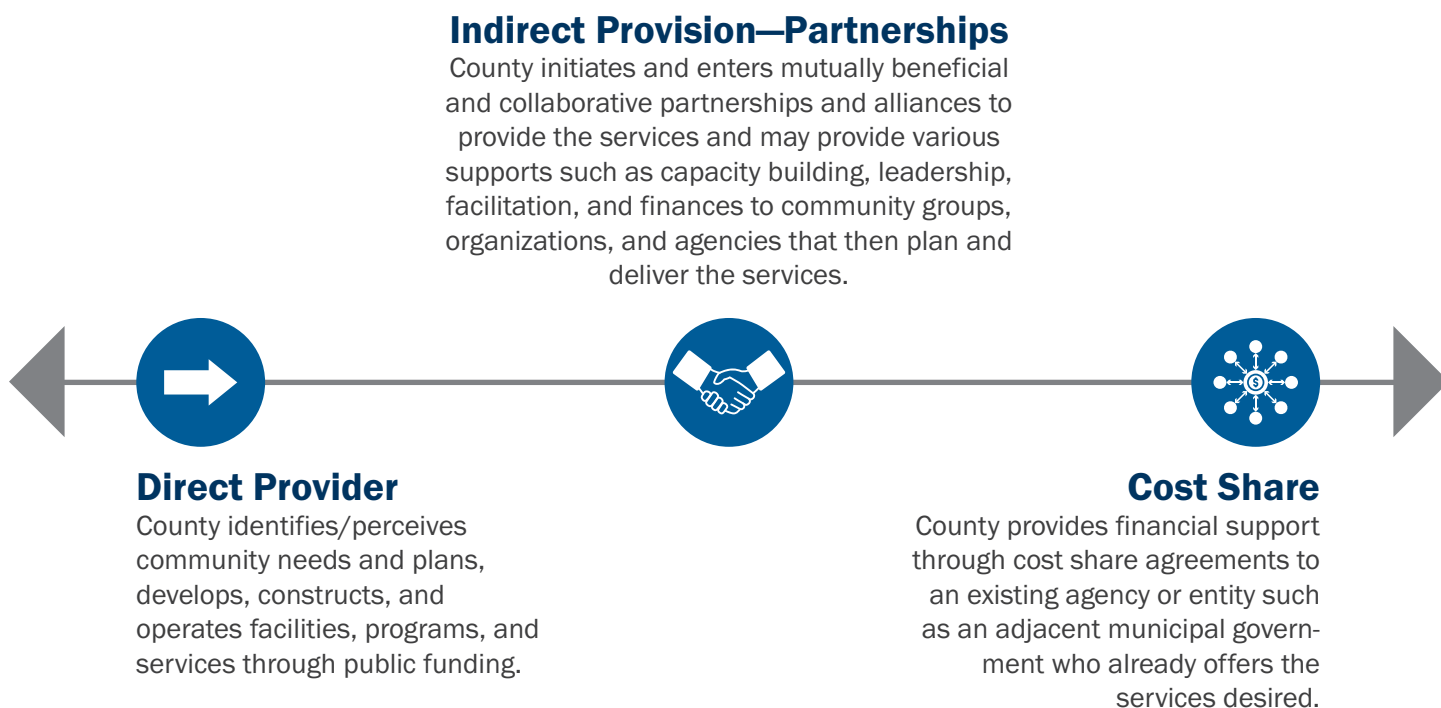 Indirect Provision—Partnerships
County initiates and enters mutually beneficial
and collaborative partnerships and alliances to
provide the services and may provide various
supports such as capacity building, leadership,
facilitation, and finances to community groups,
organizations, and agencies that then plan and
deliver the services.
$
Direct Provider
County identifies/perceives
community needs and plans,
develops, constructs, and
operates facilities, programs, and
services through public funding.
Cost Share
County provides financial support
through cost share agreements to
an existing agency or entity such
as an adjacent municipal govern-
ment who already offers the
services desired.